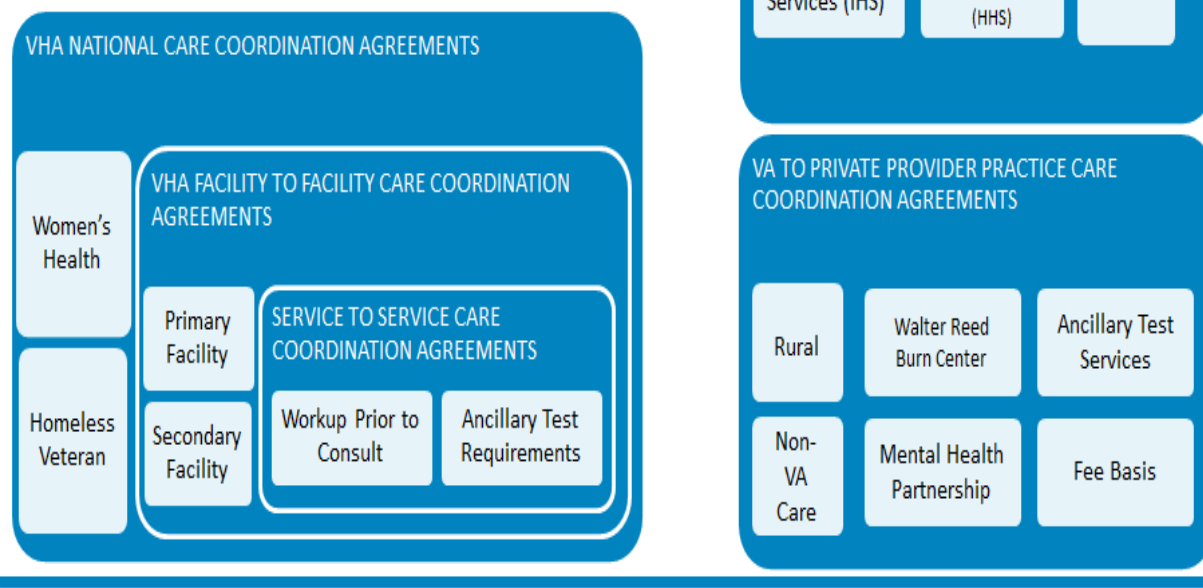 VHA NATIONAL CARE COORDINATION AGREEMENTS
Women’s
Health
Homeless
Veteran
VHA FACILITY TO FACILITY CARE COORDINATION
AGREEMENTS
Primary
Facility
Secondary
Facility
SERVICE TO SERVICE CARE
COORDINATION AGREEMENTS
Workup Prior to
Consult
Ancillary Test
Requirements
Services (IHS)
(HHS)
VA TO PRIVATE PROVIDER PRACTICE CARE
COORDINATION AGREEMENTS
Rural
Walter Reed
Burn Center
Ancillary Test
Services
Non-
VA
Care
Mental Health
Partnership
Fee Basis